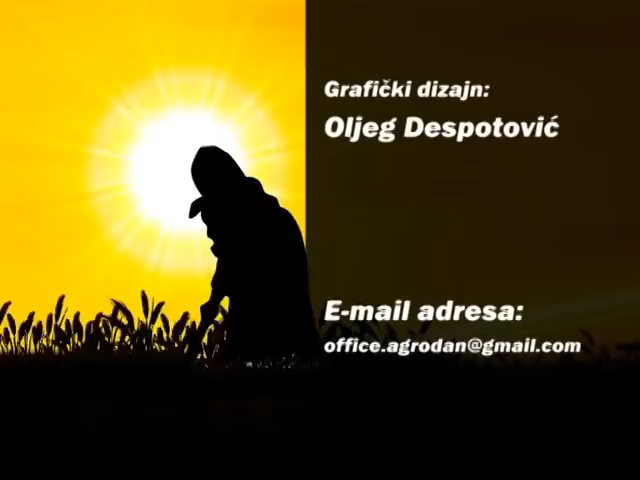 Grafički dizajn:
Oljeg Despotović
E-mail adresa:
office.agrodan@gmail.com